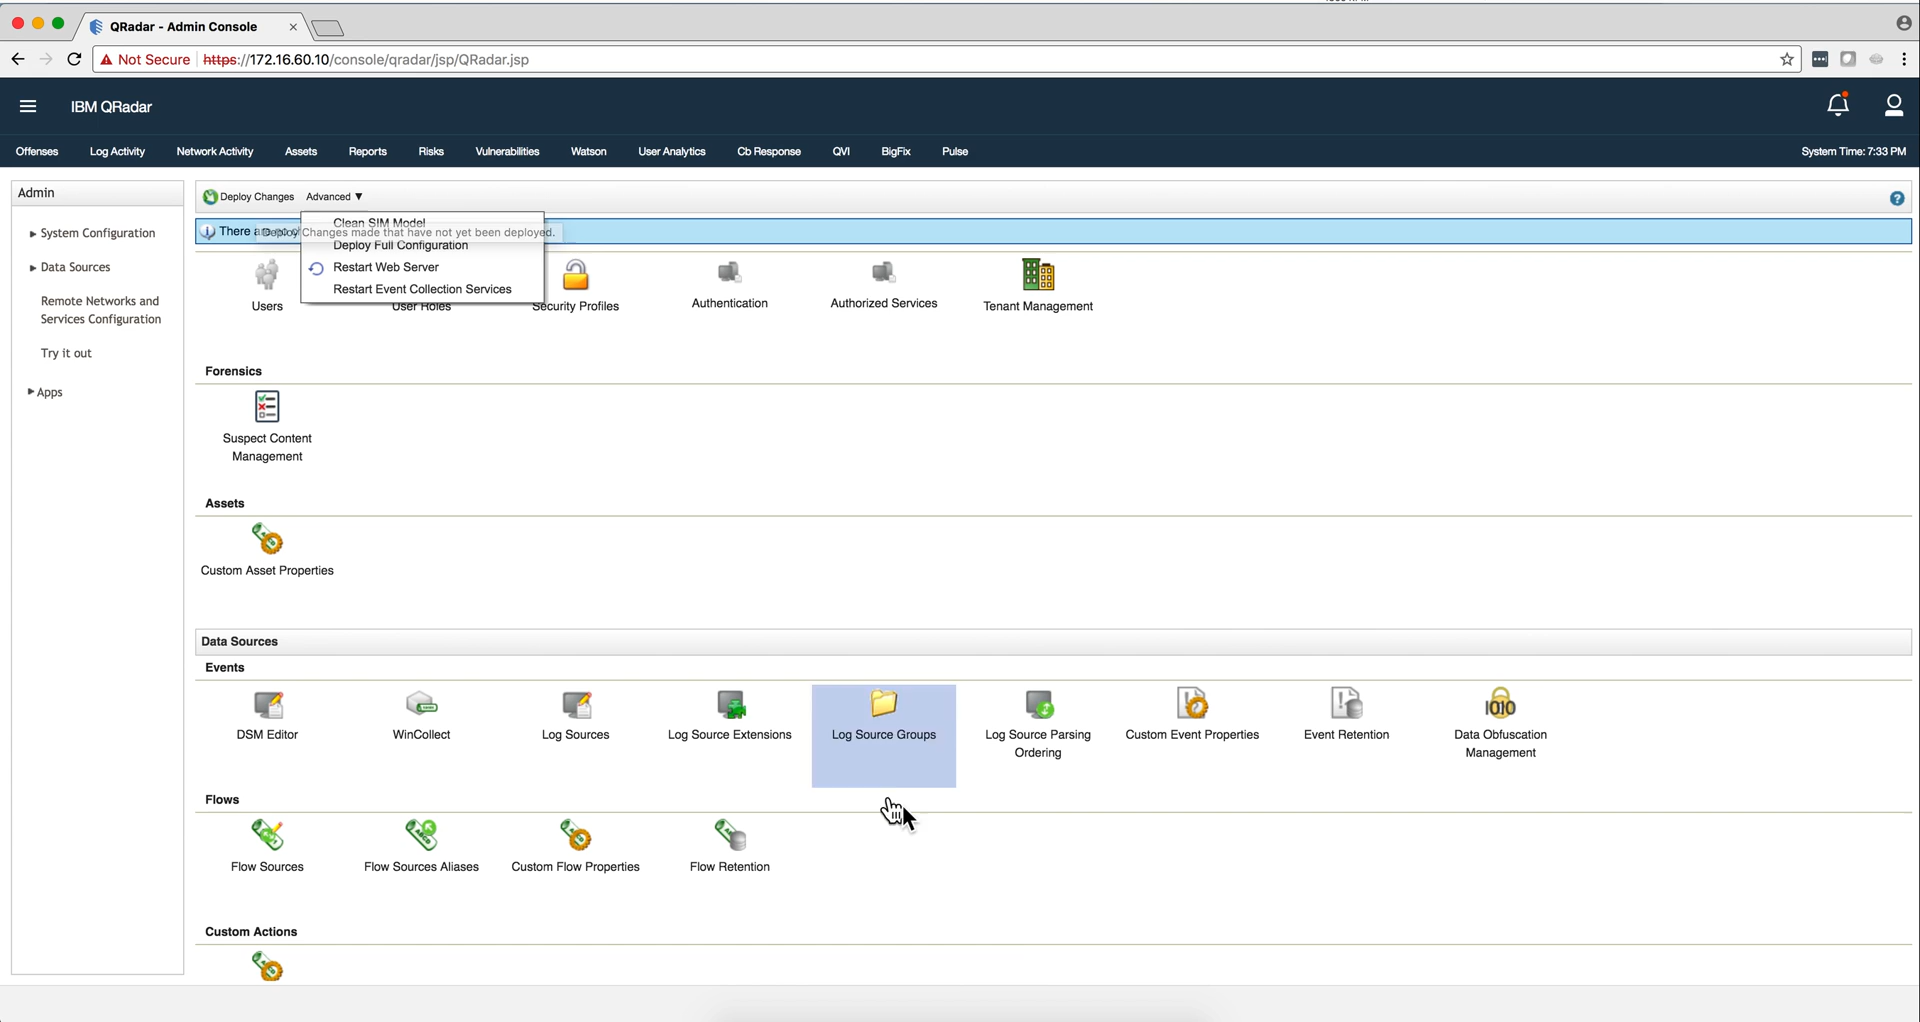 QRadar - Admin Console
Not Secure https://172.16.60.10/console/qradar/jsp/QRadar.jsp
IBM QRadar
Offenses Log Activity Network Activity Assets Reports Risks Vulnerabilities Watson User Analytics Cb Response QVI BigFix Pulse System Time: 7:33 PM
Admin
System Configuration
Data Sources
Remote Networks and
Services Configuration
Try it out
Apps
Deploy Changes Advanced ▼
Clean SIM Model
There
Deploy Changes made that have not yet been deployed.
Deploy Full Configuration
Restart Web Server
Restart Event Collection Services
Users User Roles Security Profiles Authentication Authorized Services Tenant Management
Forensics
Suspect Content
Management
Assets
Custom Asset Properties
Data Sources
Events
DSM Editor WinCollect Log Sources Log Source Extensions Log Source Groups Log Source Parsing
Ordering
Custom Event Properties Event Retention Data Obfuscation
Management
Flows
Flow Sources Flow Sources Aliases Custom Flow Properties Flow Retention
Custom Actions